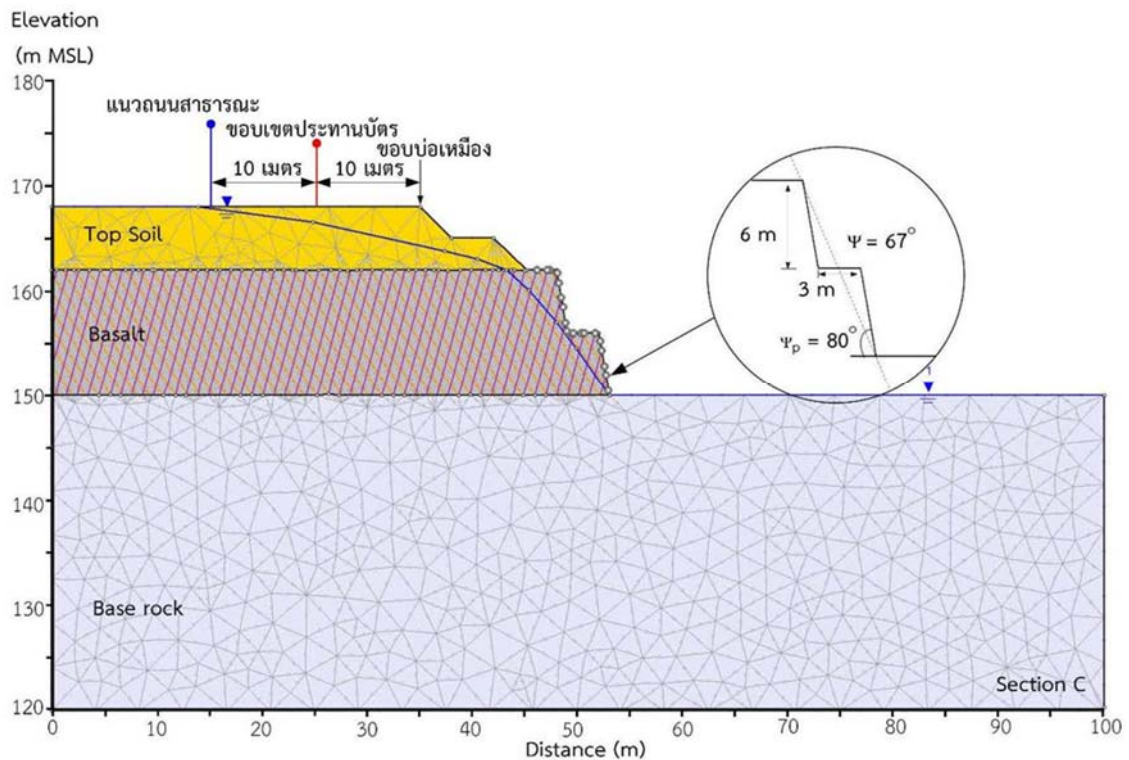 Elevation
(m MSL)
180
แนวถนนสาธารณะ
ขอบเขตประทานบัตร
ขอบบ่อเหมือง
10 เมตร
10 เมตร
170
Top Soil
6 m
Ψ = 67°
3 m
160
Basalt
Ψp = 80°
150
140
130
Base rock
Section C
120
0 10 20 30 40 50 60 70 80 90 100
Distance (m)